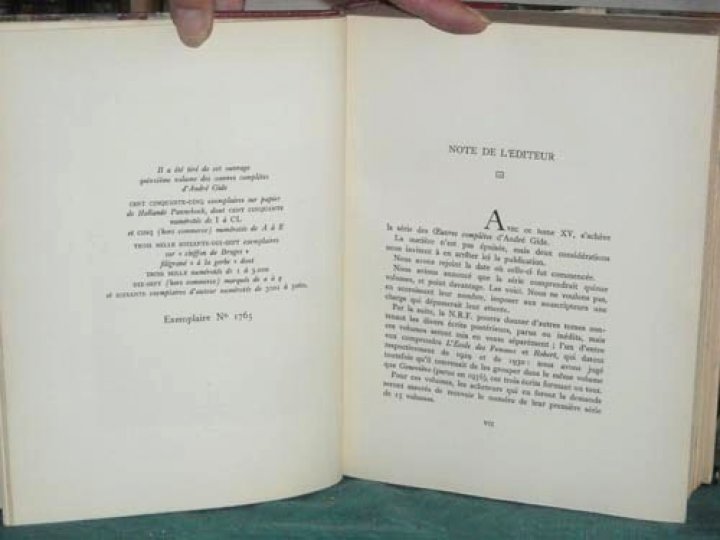 Il a été tiré de cet ouvrage
quinzième volume des œuvres complètes
d'André Gide
CENT CINQUANTE-CINQ exemplaires sur papier
de Hollande Pannekoek, dont CENT CINQUANTE
numérotés de I à CL
et CINQ (hors commerce) numérotés de A à E
TROIS MILLE SOIXANTE-DIX-SEPT exemplaires
sur « chiffon de Bruges »
filigrané « à la gerbe » dont
TROIS MILLE numérotés de 1 à 3.000
DIX-SEPT (hors commerce) marqués de a à q
et SOIXANTE exemplaires d'auteur numérotés de 3001 à 3060.
Exemplaire Nº 1765
NOTE DE L'ÉDITEUR
Avec ce tome XV, s'achève
la série des Œuvres complètes d'André Gide.
La matière n'est pas épuisée, mais deux considérations
nous invitent à en arrêter ici la publication.
Nous avons rejoint la date où celle-ci fut commencée.
Nous avions annoncé que la série comprendrait quinze
volumes, et point davantage. Les voici. Nous ne voulons pas,
en accroissant leur nombre, imposer aux souscripteurs une
charge qui dépasserait leur attente.
Par la suite, la N.R.F. pourra donner d'autres tomes con-
tenant les divers écrits postérieurs, parus ou inédits, mais
ces volumes seront mis en vente séparément ; l'un d'entre
eux comprendra L'École des Femmes et Robert, qui datent
respectivement de 1929 et de 1930 : nous avons jugé
toutefois qu'il convenait de les grouper dans le même volume
que Geneviève (parue en 1936), ces trois écrits formant un tout.
Pour ces volumes, les acheteurs qui en feront la demande
seront assurés de recevoir le numéro de leur première série
de 15 volumes.
VII